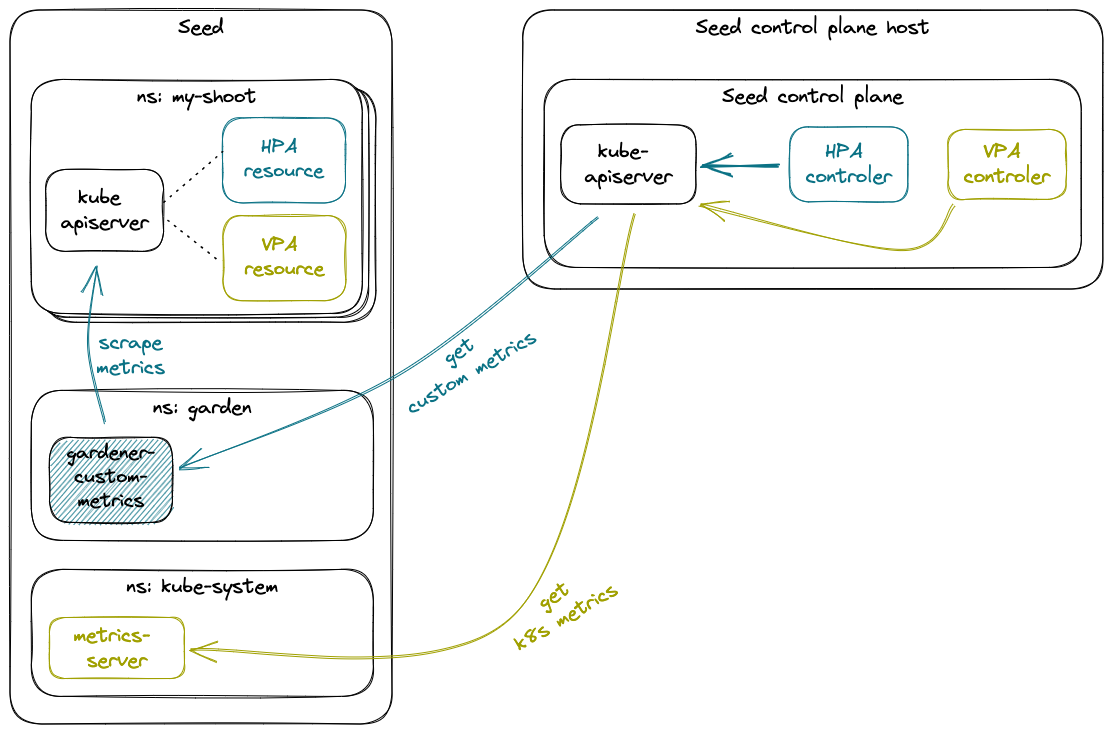 Seed
ns: my-shoot
HPA
resource
kube
apiserver
VPA
resource
scrape
metrics
ns: garden
gardener-
custom-
metrics
ns: kube-system
metrics-
server
Seed control plane host
Seed control plane
kube-
apiserver
HPA
controler
VPA
controler
get
custom metrics
get
k8s metrics